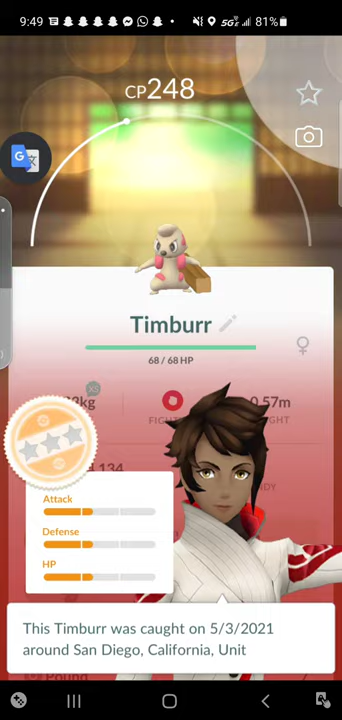 9:49
5G
81%
CP248
Timburr
68 / 68 HP
kg
0.57m
134
Attack
Defense
HP
This Timburr was caught on 5/3/2021
around San Diego, California, Unit